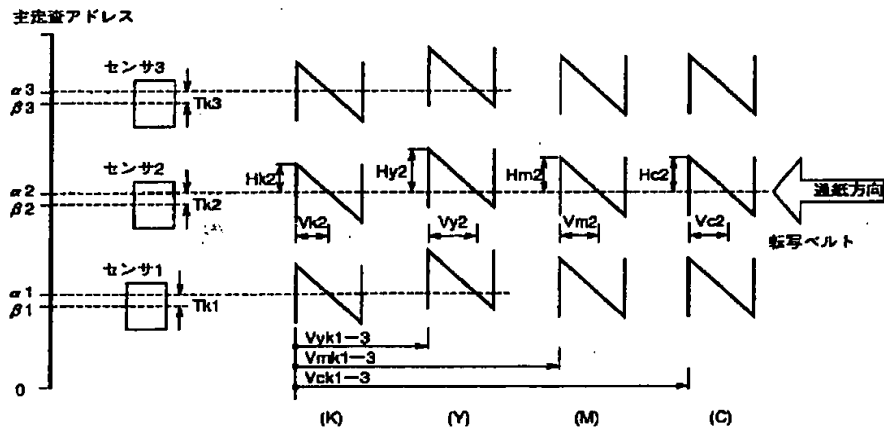 主走査アドレス
センサ3
α3
β3
Tk3
センサ2
α2
β2
Tk2
Hk2
Hy2
Hm2
Hc2
Vk2
Vy2
Vm2
Vc2
通紙方向
転写ベルト
センサ1
α1
β1
Tk1
Vyk1−3
Vmk1−3
Vck1−3
0
(K)
(Y)
(M)
(C)